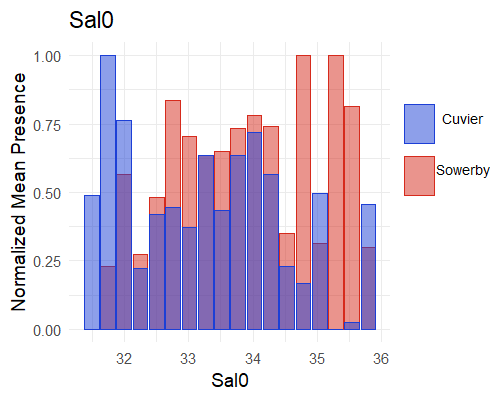 Sal0
Normalized Mean Presence
1.00
0.75
0.50
0.25
0.00
32 33 34 35 36
Sal0
Cuvier
Sowerby